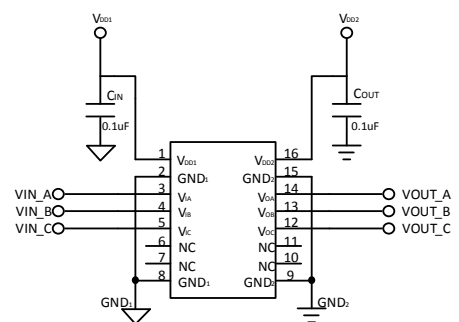 VDD1
VDD2
CIN
0.1uF
COUT
0.1uF
1 VDD1 VDD2 16
2 GND1 GND2 15
VIN_A 3 VIA VOA 14 VOUT_A
VIN_B 4 VIB VOB 13 VOUT_B
VIN_C 5 VIC VOC 12 VOUT_C
6 NC NC 11
7 NC NC 10
8 GND1 GND2 9
GND1
GND2